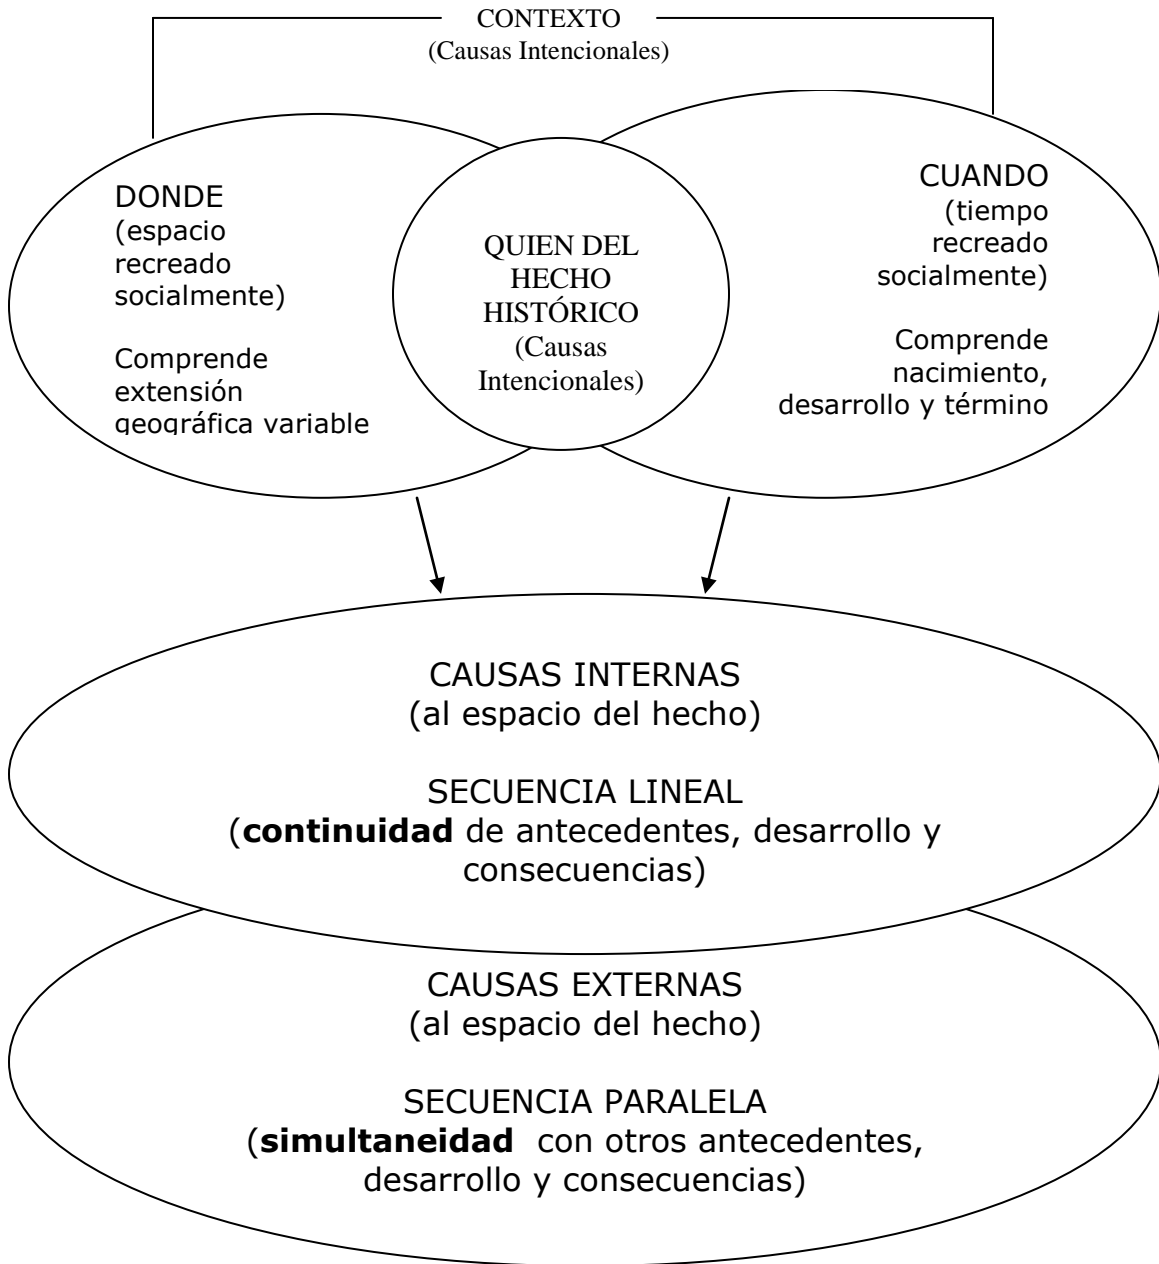 CONTEXTO
(Causas Intencionales)
DONDE
(espacio
recreado
socialmente)
Comprende
extensión
geográfica variable
QUIEN DEL
HECHO
HISTÓRICO
(Causas
Intencionales)
CUANDO
(tiempo
recreado
socialmente)
Comprende
nacimiento,
desarrollo y término
CAUSAS INTERNAS
(al espacio del hecho)
SECUENCIA LINEAL
(continuidad de antecedentes, desarrollo y
consecuencias)
CAUSAS EXTERNAS
(al espacio del hecho)
SECUENCIA PARALELA
(simultaneidad con otros antecedentes,
desarrollo y consecuencias)